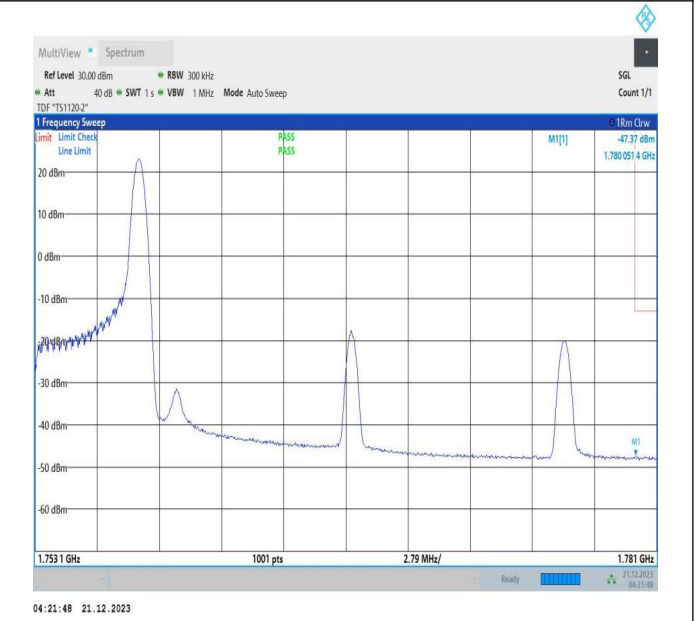 MultiView Spectrum
Ref Level 30.00 dBm RBW 300 kHz SGL
Att 40 dB SWT 1 s VBW 1 MHz Mode Auto Sweep Count 1/1
TDF "TS1120-2"
1 Frequency Sweep 1Rm Clrw
Limit Limit Check PASS M1[1] -47.37 dBm
Line Limit PASS 1.780 051 4 GHz
20 dBm
10 dBm
0 dBm
-10 dBm
-20 dBm
-30 dBm
-40 dBm
M1
-50 dBm
-60 dBm
1.753 1 GHz 1001 pts 2.79 MHz/ 1.781 GHz
Ready 21.12.2023
04:21:48
04:21:48 21.12.2023